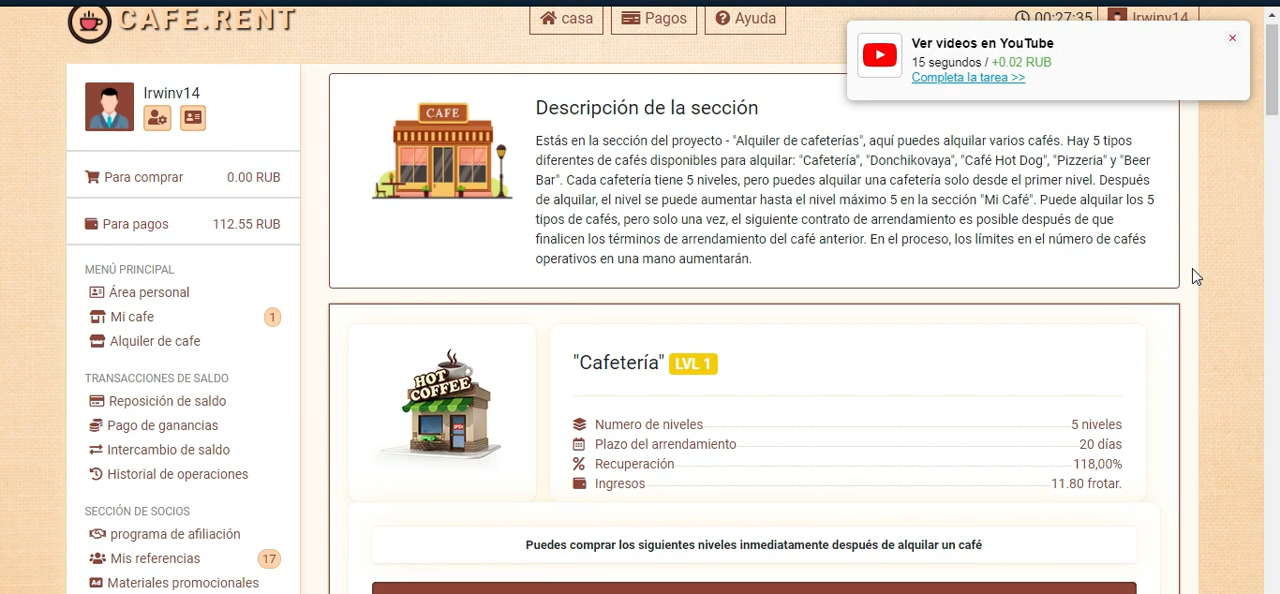 CAFE.RENT
casa
Pagos
Ayuda
00:27:35
Irwinv14
Ver videos en YouTube
15 segundos / +0.02 RUB
Completa la tarea >>
Irwinv14
Para comprar 0.00 RUB
Para pagos 112.55 RUB
MENÚ PRINCIPAL
Área personal
Mi cafe 1
Alquiler de cafe
TRANSACCIONES DE SALDO
Reposición de saldo
Pago de ganancias
Intercambio de saldo
Historial de operaciones
SECCIÓN DE SOCIOS
programa de afiliación
Mis referencias 17
Materiales promocionales
CAFE
Descripción de la sección
Estás en la sección del proyecto - "Alquiler de cafeterías", aquí puedes alquilar varios cafés. Hay 5 tipos
diferentes de cafés disponibles para alquilar: "Cafetería", "Donchikovaya", "Café Hot Dog", "Pizzeria" y "Beer
Bar". Cada cafetería tiene 5 niveles, pero puedes alquilar una cafetería solo desde el primer nivel. Después
de alquilar, el nivel se puede aumentar hasta el nivel máximo 5 en la sección "Mi Café". Puede alquilar los 5
tipos de cafés, pero solo una vez, el siguiente contrato de arrendamiento es posible después de que
finalicen los términos de arrendamiento del café anterior. En el proceso, los límites en el número de cafés
operativos en una mano aumentarán.
HOT
COFFEE
OPEN
"Cafetería" LVL 1
Numero de niveles 5 niveles
Plazo del arrendamiento 20 días
Recuperación 118,00%
Ingresos 11.80 frotar.
Puedes comprar los siguientes niveles inmediatamente después de alquilar un café